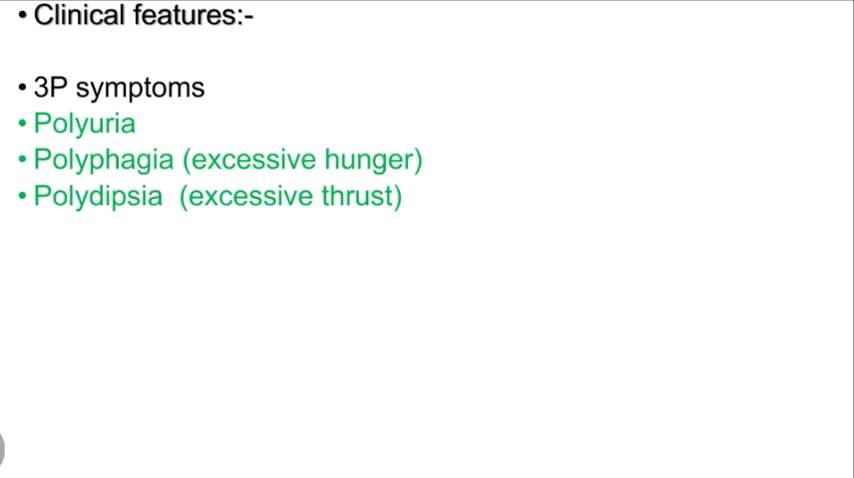 • Clinical features:-
• 3P symptoms
• Polyuria
• Polyphagia (excessive hunger)
• Polydipsia  (excessive thrust)